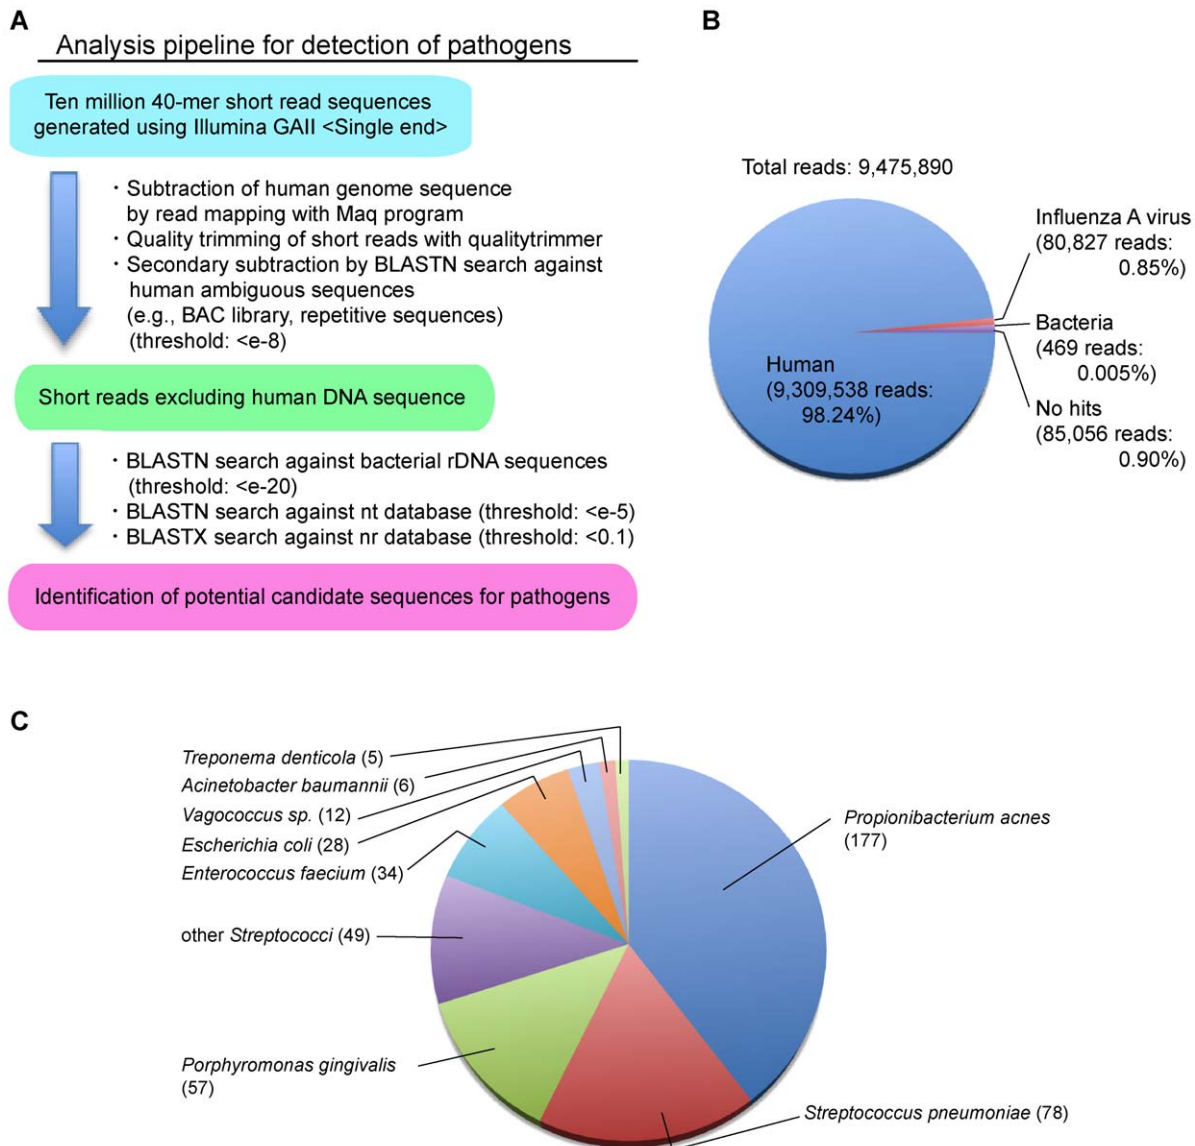 A
Analysis pipeline for detection of pathogens
Ten million 40-mer short read sequences
generated using Illumina GAII <Single end>
・Subtraction of human genome sequence
by read mapping with Maq program
・Quality trimming of short reads with qualitytrimmer
・Secondary subtraction by BLASTN search against
human ambiguous sequences
(e.g., BAC library, repetitive sequences)
(threshold: <e-8)
Short reads excluding human DNA sequence
・BLASTN search against bacterial rDNA sequences
(threshold: <e-20)
・BLASTN search against nt database (threshold: <e-5)
・BLASTX search against nr database (threshold: <0.1)
Identification of potential candidate sequences for pathogens
B
Total reads: 9,475,890
Influenza A virus
(80,827 reads:
0.85%)
Bacteria
(469 reads:
0.005%)
No hits
(85,056 reads:
0.90%)
Human
(9,309,538 reads:
98.24%)
C
Treponema denticola (5)
Acinetobacter baumannii (6)
Vagococcus sp. (12)
Escherichia coli (28)
Enterococcus faecium (34)
other Streptococci (49)
Porphyromonas gingivalis
(57)
Propionibacterium acnes
(177)
Streptococcus pneumoniae (78)